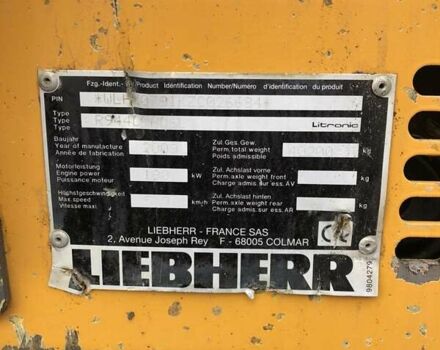 Fzg.-Ident.-Nr/Product Identification Number/Numéro d'identification du produit
PIN
Type
Type
Type
Litronic
Baujahr
Year of manufacture
Année de fabrication
Zul. Ges. Gew.
Perm. total weight
Poids admissible
kg
Motorleistung
Engine power
Puissance moteur
kW
Zul. Achslast vorne
Perm. axle weight front
Charge admis. sur ess. AV
kg
Höchstgeschwindigkeit
Max. speed
Vitesse maxi.
km/h
Zul. Achslast hinten
Perm. axle weight rear
Charge admis. sur ess. AR
kg
LIEBHERR - FRANCE SAS
2, Avenue Joseph Rey F - 68005 COLMAR
CE
LIEBHERR
9804279